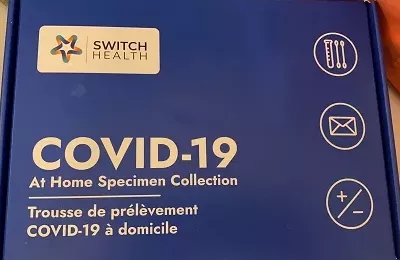 SWITCH
HEALTH
COVID-19
At Home Specimen Collection
Trousse de prélèvement
COVID-19 à domicile